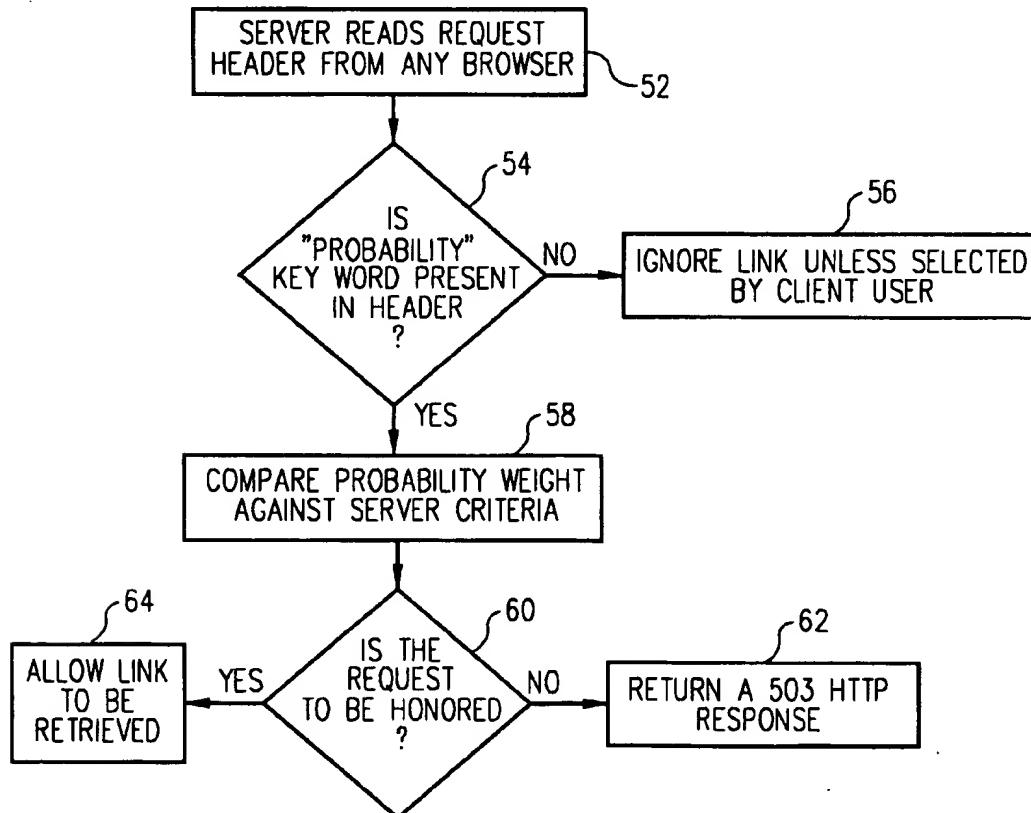 SERVER READS REQUEST
HEADER FROM ANY BROWSER
52
54
IS
"PROBABILITY"
KEY WORD PRESENT
IN HEADER
?
NO
56
IGNORE LINK UNLESS SELECTED
BY CLIENT USER
YES
58
COMPARE PROBABILITY WEIGHT
AGAINST SERVER CRITERIA
60
IS THE
REQUEST
TO BE HONORED
?
YES
64
ALLOW LINK
TO BE
RETRIEVED
NO
62
RETURN A 503 HTTP
RESPONSE